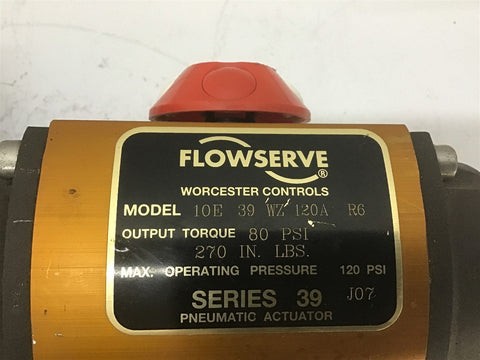 FLOWSERVE ®
WORCESTER CONTROLS
MODEL 10E 39 WZ 120A R6
OUTPUT TORQUE 80 PSI
270 IN. LBS.
MAX. OPERATING PRESSURE 120 PSI
SERIES 39 J07
PNEUMATIC ACTUATOR